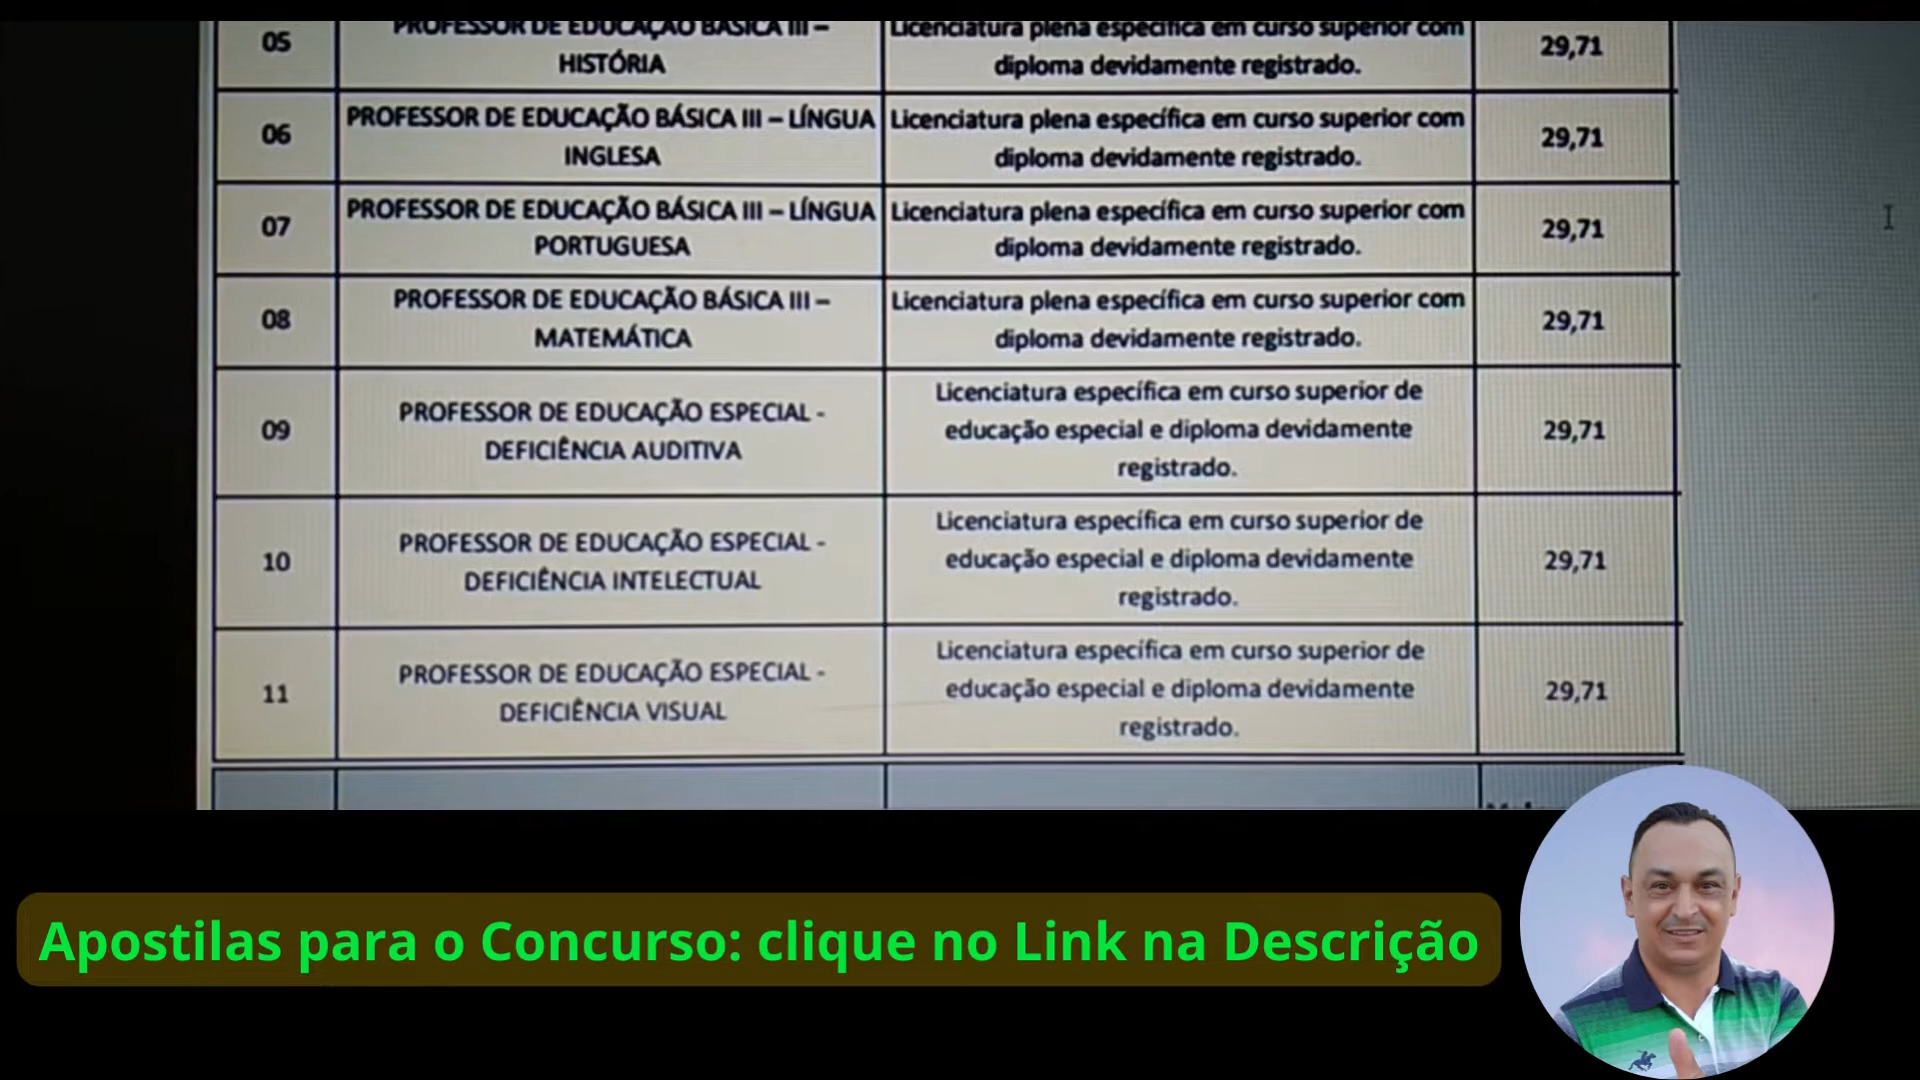 05
PROFESSOR DE EDUCAÇÃO BÁSICA III –
HISTÓRIA
Licenciatura plena específica em curso superior com
diploma devidamente registrado.
29,71
06
PROFESSOR DE EDUCAÇÃO BÁSICA III – LÍNGUA
INGLESA
Licenciatura plena específica em curso superior com
diploma devidamente registrado.
29,71
07
PROFESSOR DE EDUCAÇÃO BÁSICA III – LÍNGUA
PORTUGUESA
Licenciatura plena específica em curso superior com
diploma devidamente registrado.
29,71
08
PROFESSOR DE EDUCAÇÃO BÁSICA III –
MATEMÁTICA
Licenciatura plena específica em curso superior com
diploma devidamente registrado.
29,71
09
PROFESSOR DE EDUCAÇÃO ESPECIAL -
DEFICIÊNCIA AUDITIVA
Licenciatura específica em curso superior de
educação especial e diploma devidamente
registrado.
29,71
10
PROFESSOR DE EDUCAÇÃO ESPECIAL -
DEFICIÊNCIA INTELECTUAL
Licenciatura específica em curso superior de
educação especial e diploma devidamente
registrado.
29,71
11
PROFESSOR DE EDUCAÇÃO ESPECIAL -
DEFICIÊNCIA VISUAL
Licenciatura específica em curso superior de
educação especial e diploma devidamente
registrado.
29,71
Apostilas para o Concurso: clique no Link na Descrição